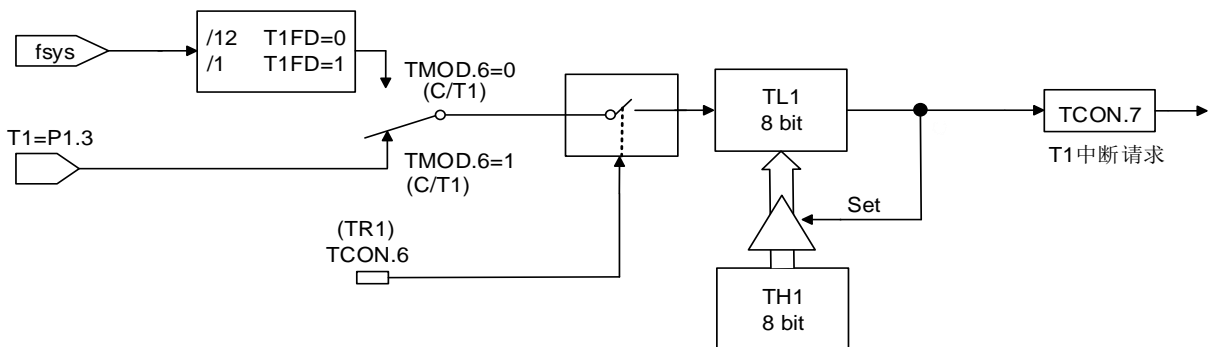 fsys
/12 T1FD=0
/1 T1FD=1
TMOD.6=0
(C/T1)
T1=P1.3
TMOD.6=1
(C/T1)
(TR1)
TCON.6
TL1
8 bit
TCON.7
T1中断请求
Set
TH1
8 bit